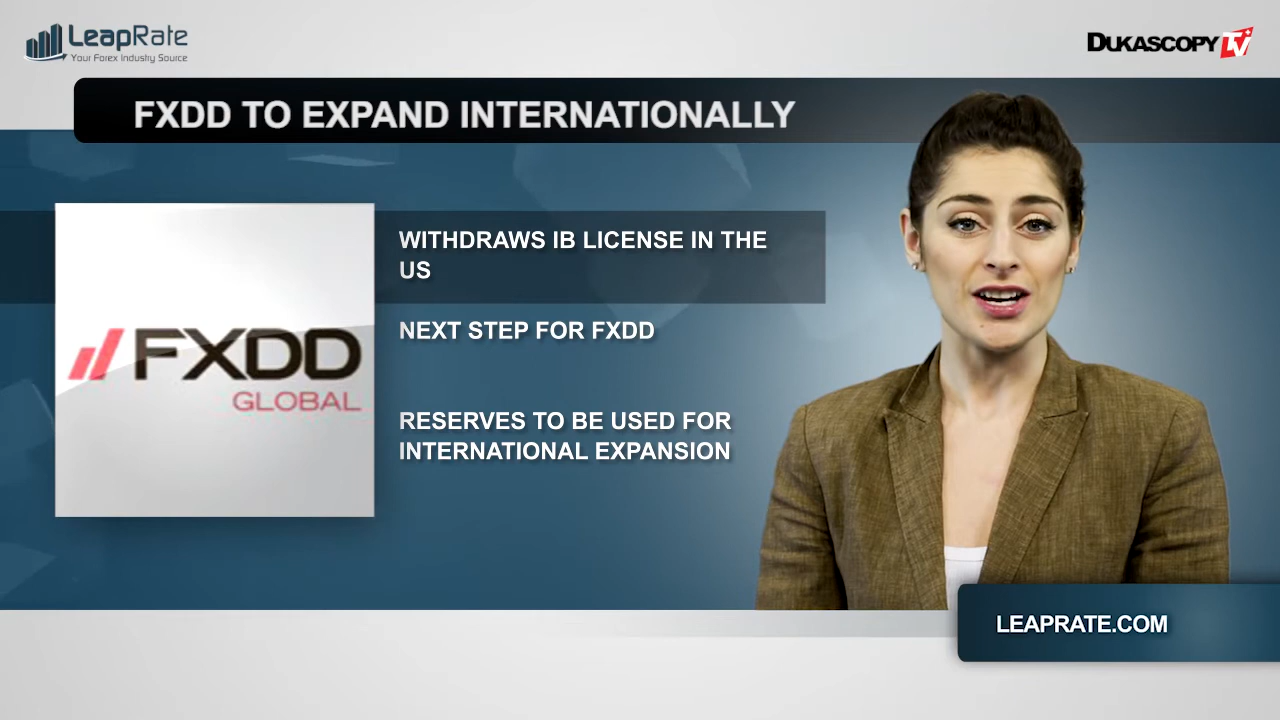 LeapRate
Your Forex Industry Source
DUKASCOPY TV
FXDD TO EXPAND INTERNATIONALLY
WITHDRAWS IB LICENSE IN THE
US
NEXT STEP FOR FXDD
RESERVES TO BE USED FOR
INTERNATIONAL EXPANSION
FXDD
GLOBAL
LEAPRATE.COM